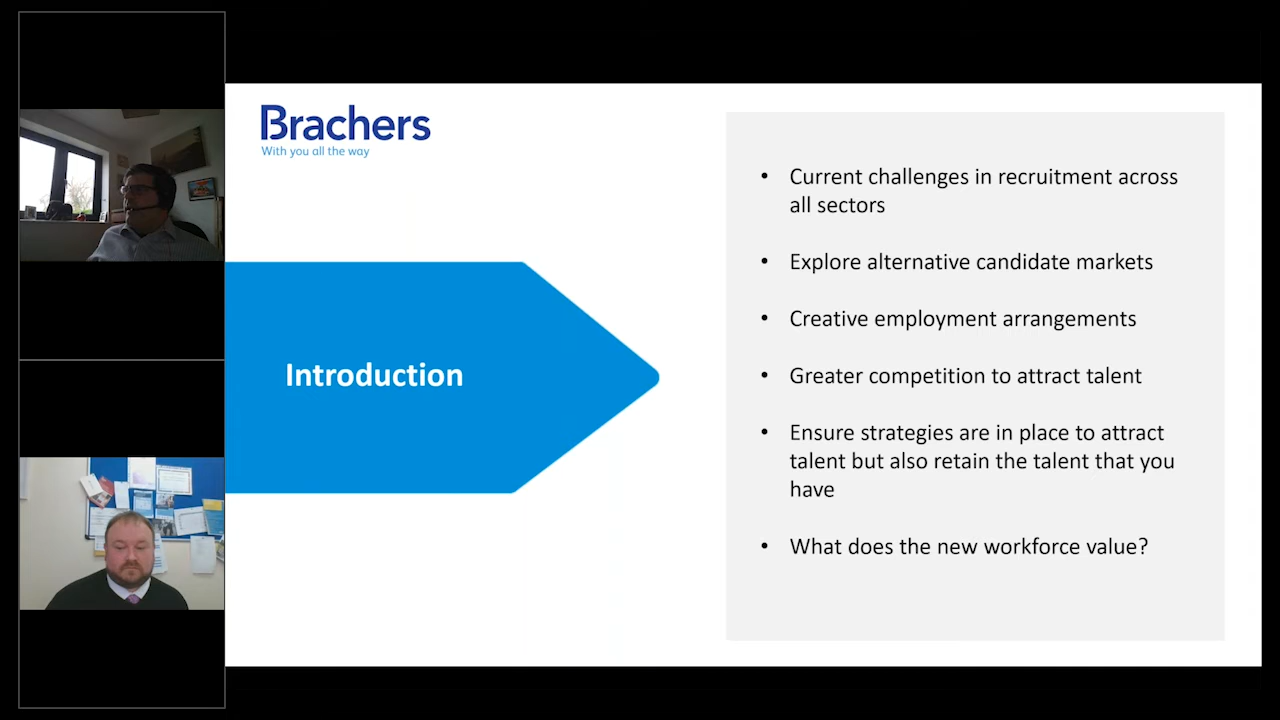 Brachers
With you all the way
Introduction
• Current challenges in recruitment across
all sectors
• Explore alternative candidate markets
• Creative employment arrangements
• Greater competition to attract talent
• Ensure strategies are in place to attract
talent but also retain the talent that you
have
• What does the new workforce value?